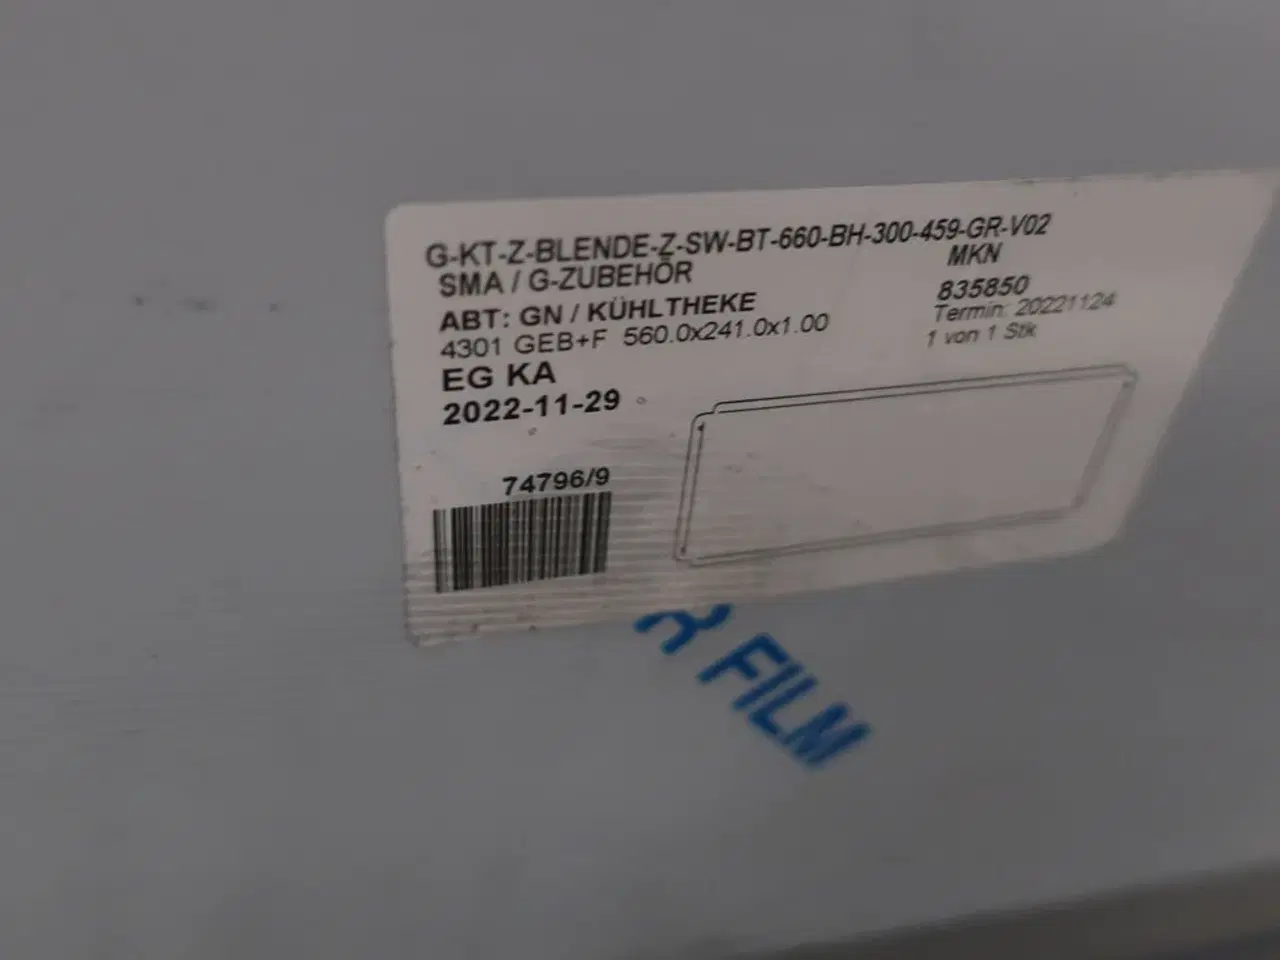 G-KT-Z-BLENDE-Z-SW-BT-660-BH-300-459-GR-V02
SMA / G-ZUBEHÖR
MKN
ABT: GN / KÜHLTHEKE
835850
4301 GEB+F 560.0x241.0x1.00
Termin: 20221124
EG KA
1 von 1 Stk
2022-11-29
74796/9
FILM